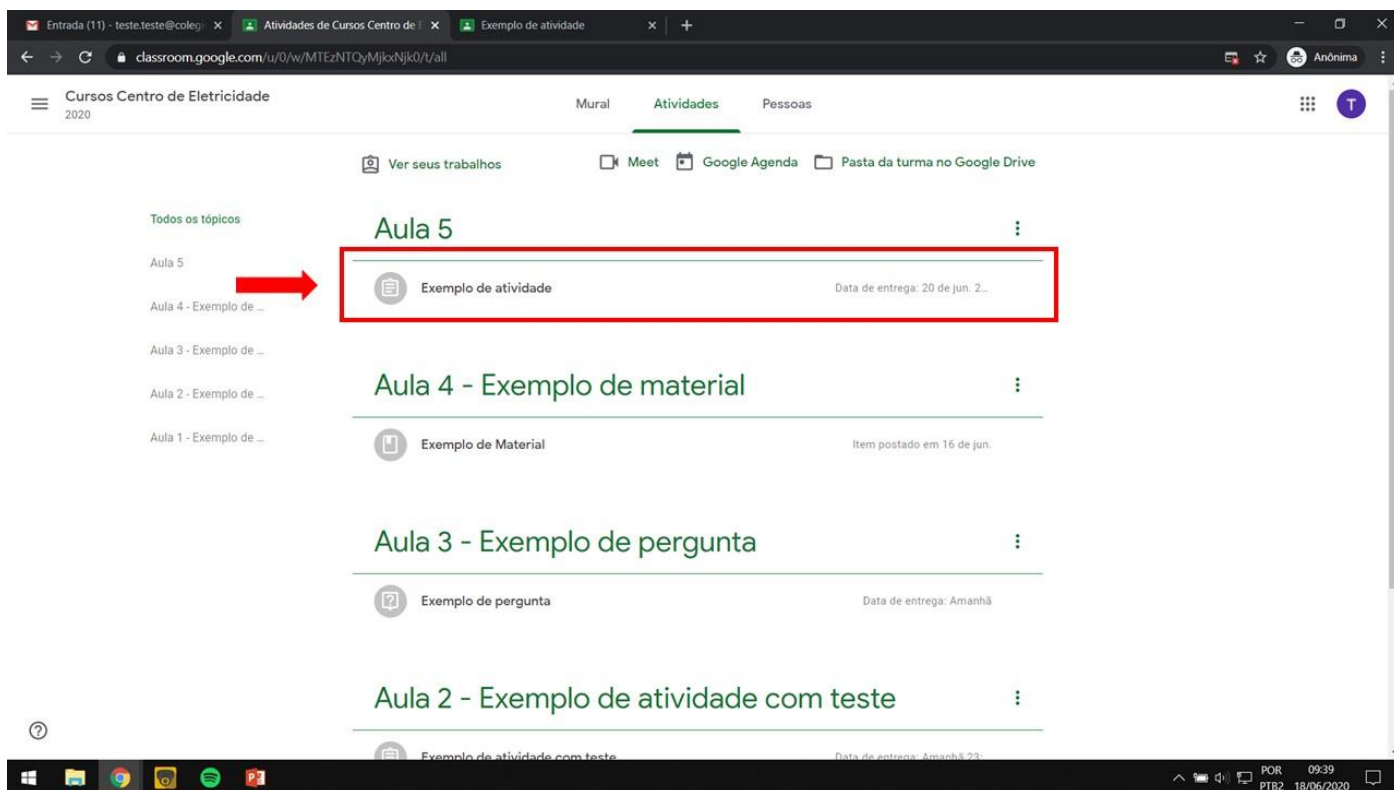 Entrada (11) - teste.teste@coleg
Atividades de Cursos Centro de E
Exemplo de atividade
classroom.google.com/u/0/w/MTEzNTQyMjkxNjk0/t/all
Anônima
Cursos Centro de Eletricidade
2020
Mural Atividades Pessoas
T
Ver seus trabalhos
Meet Google Agenda Pasta da turma no Google Drive
Todos os tópicos
Aula 5
Aula 4 - Exemplo de ...
Aula 3 - Exemplo de ...
Aula 2 - Exemplo de ...
Aula 1 - Exemplo de ...
Aula 5
Exemplo de atividade Data de entrega: 20 de jun. 2...
Aula 4 - Exemplo de material
Exemplo de Material Item postado em 16 de jun.
Aula 3 - Exemplo de pergunta
Exemplo de pergunta Data de entrega: Amanhã
Aula 2 - Exemplo de atividade com teste
Exemplo de atividade com teste Data de entrega: Amanhã 23:
POR 09:39
PTB2 18/06/2020